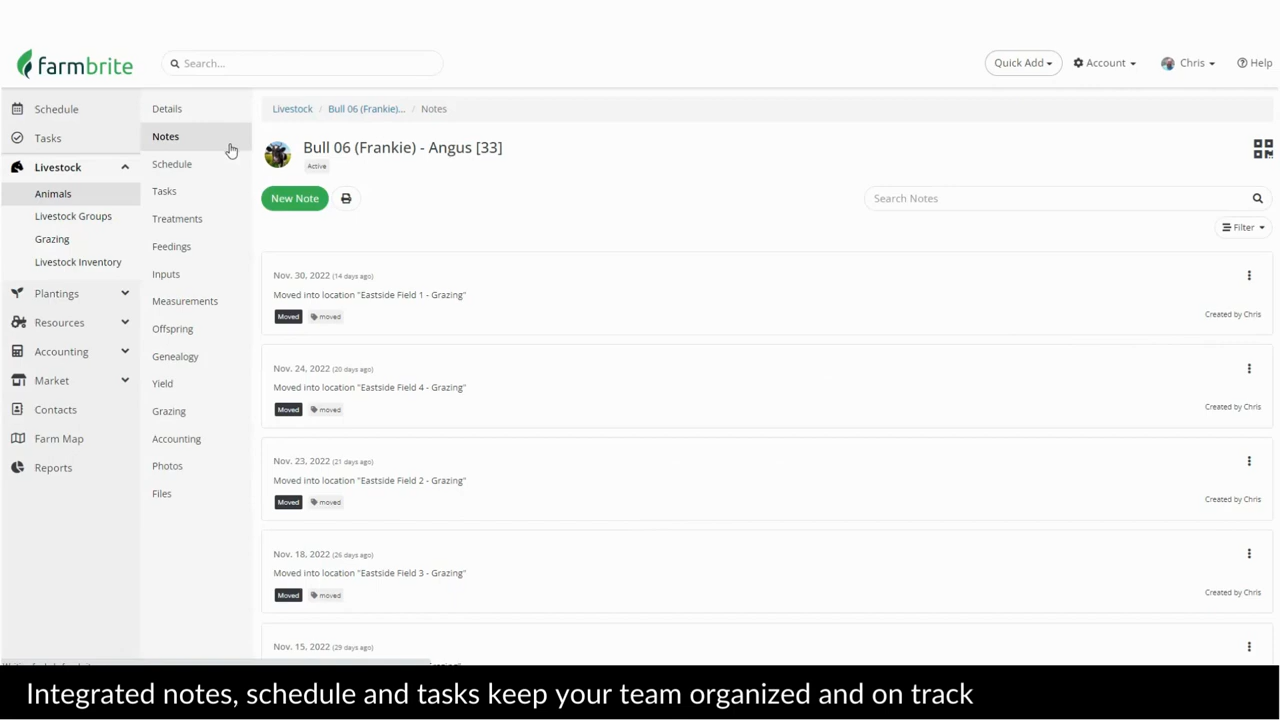 farmbrite
Search...
Quick Add
Account
Chris
Help
Schedule
Tasks
Livestock
Animals
Livestock Groups
Grazing
Livestock Inventory
Plantings
Resources
Accounting
Market
Contacts
Farm Map
Reports
Details
Notes
Schedule
Tasks
Treatments
Feedings
Inputs
Measurements
Offspring
Genealogy
Yield
Grazing
Accounting
Photos
Files
Livestock / Bull 06 (Frankie)... / Notes
Bull 06 (Frankie) - Angus [33]
Active
New Note
Search Notes
Filter
Nov. 30, 2022 (14 days ago)
Moved into location "Eastside Field 1 - Grazing"
Moved moved
Created by Chris
Nov. 24, 2022 (20 days ago)
Moved into location "Eastside Field 4 - Grazing"
Moved moved
Created by Chris
Nov. 23, 2022 (21 days ago)
Moved into location "Eastside Field 2 - Grazing"
Moved moved
Created by Chris
Nov. 18, 2022 (26 days ago)
Moved into location "Eastside Field 3 - Grazing"
Moved moved
Created by Chris
Nov. 15, 2022 (29 days ago)
Integrated notes, schedule and tasks keep your team organized and on track